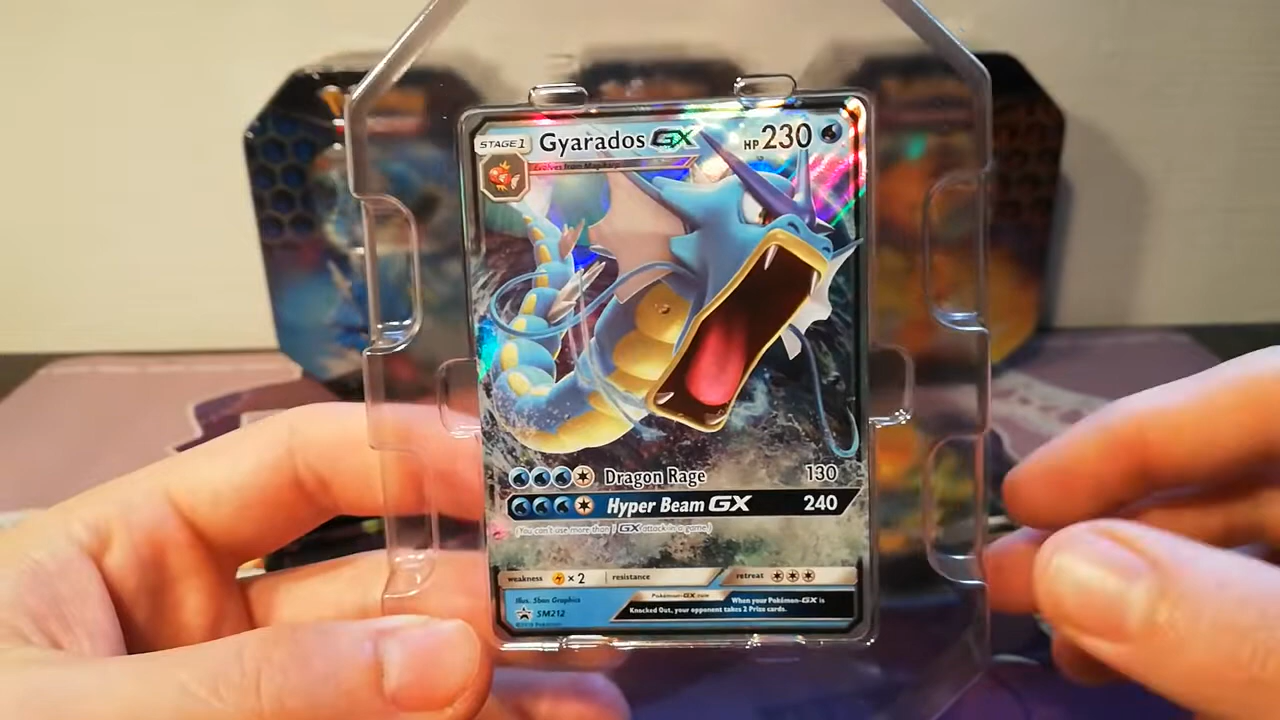 STAGE 1 Gyarados GX HP 230
Evolves from Magikarp
Dragon Rage 130
Hyper Beam GX 240
(You can't use more than 1 GX attack in a game.)
weakness ×2 resistance retreat
Illus. 5ban Graphics
SM212
Pokémon-GX rule
When your Pokémon-GX is
Knocked Out, your opponent takes 2 Prize cards.